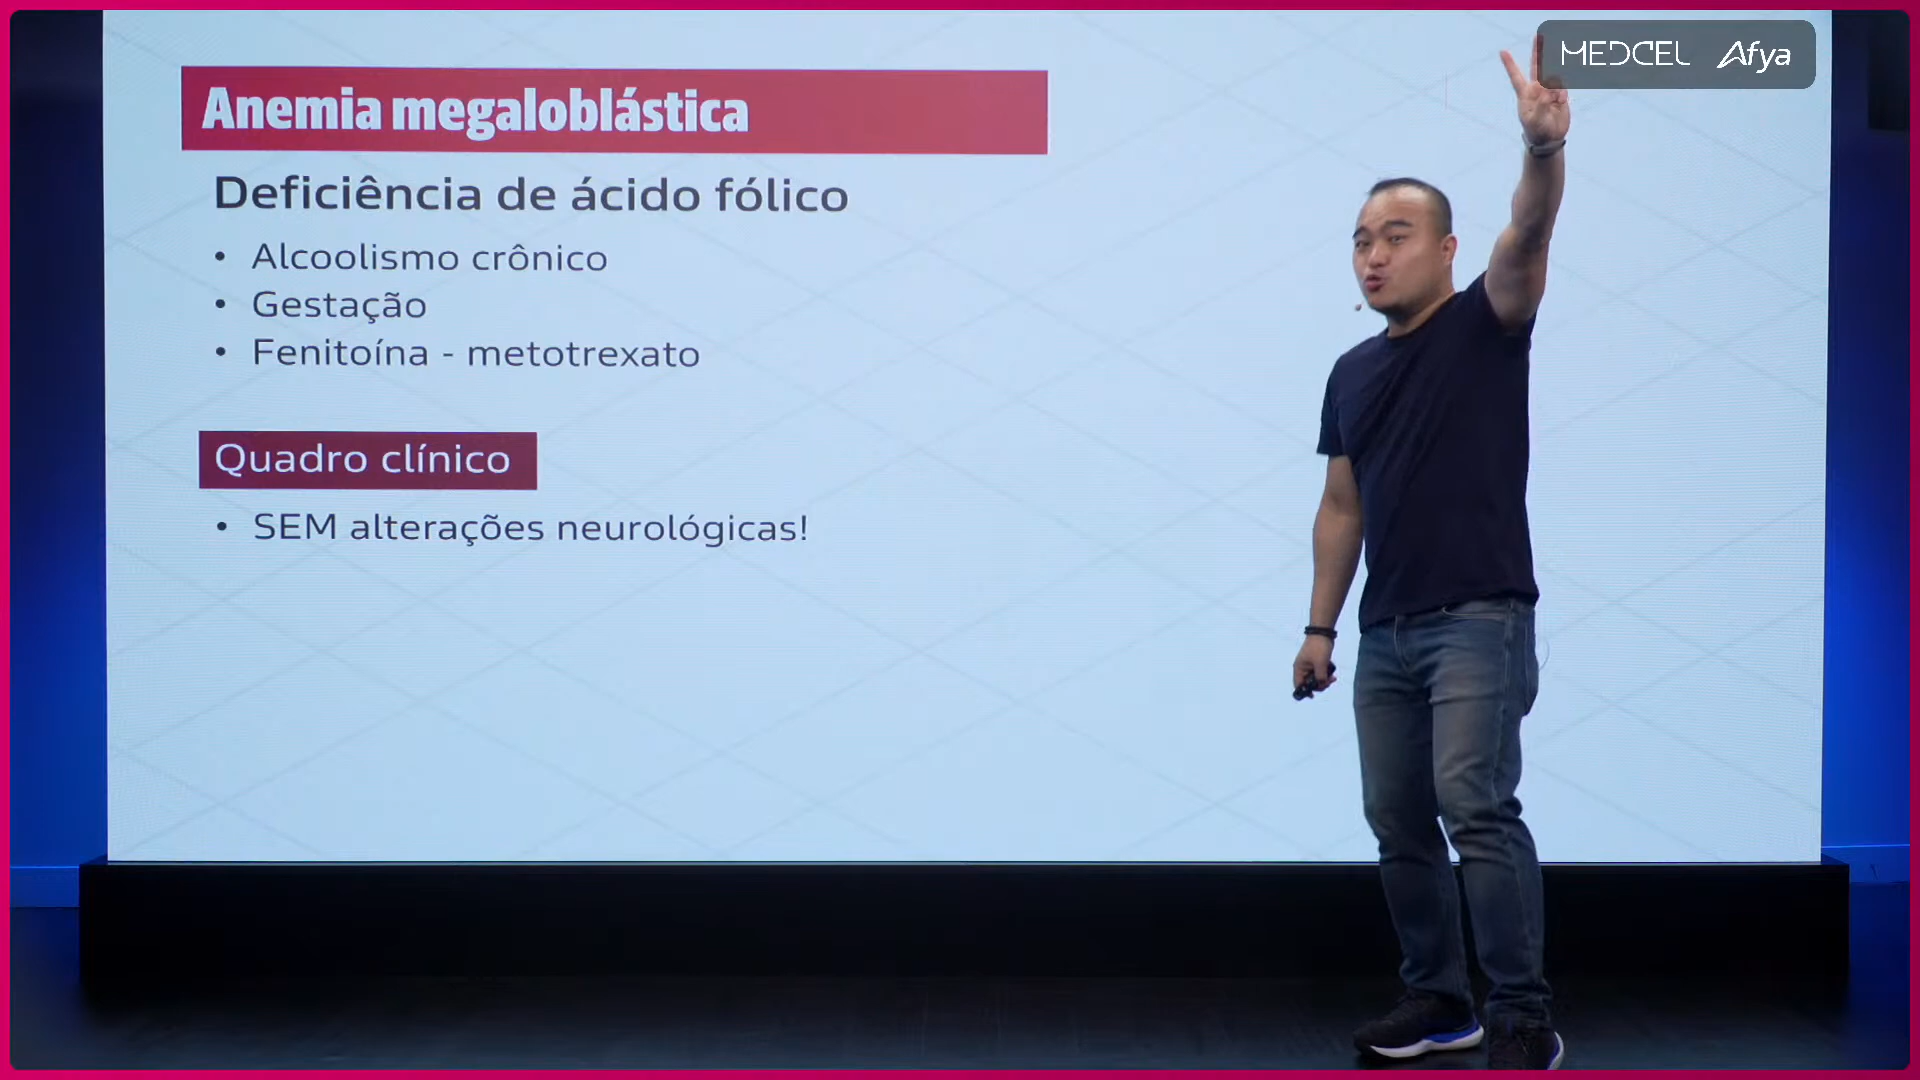 MEDCEL Afya
Anemia megaloblástica
Deficiência de ácido fólico
• Alcoolismo crônico
• Gestação
• Fenitoína - metotrexato
Quadro clínico
• SEM alterações neurológicas!